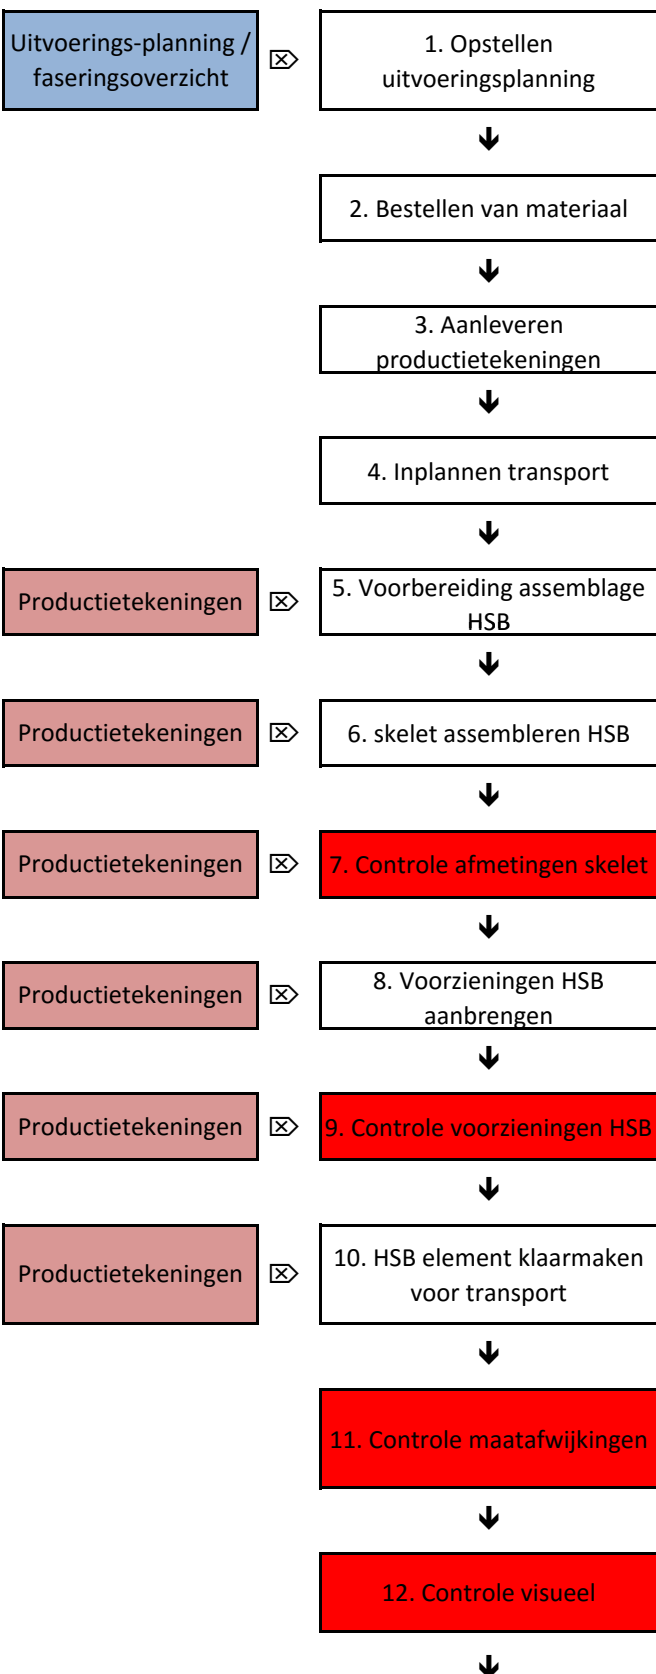 Uitvoerings-planning /
faseringsoverzicht
⌦
1. Opstellen
uitvoeringsplanning
🡻
2. Bestellen van materiaal
🡻
3. Aanleveren
productietekeningen
🡻
4. Inplannen transport
🡻
Productietekeningen
⌦
5. Voorbereiding assemblage
HSB
🡻
Productietekeningen
⌦
6. skelet assembleren HSB
🡻
Productietekeningen
⌦
7. Controle afmetingen skelet
🡻
Productietekeningen
⌦
8. Voorzieningen HSB
aanbrengen
🡻
Productietekeningen
⌦
9. Controle voorzieningen HSB
🡻
Productietekeningen
⌦
10. HSB element klaarmaken
voor transport
🡻
11. Controle maatafwijkingen
🡻
12. Controle visueel
🡻